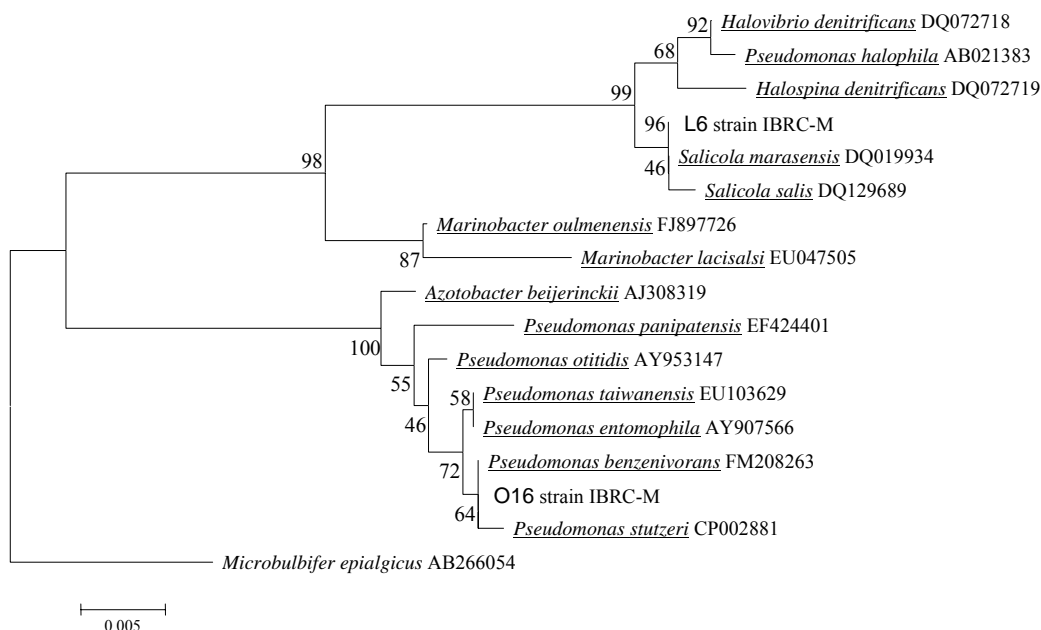 92 Halovibrio denitrificans DQ072718
68 Pseudomonas halophila AB021383
Halospina denitrificans DQ072719
99
96 L6 strain IBRC-M
Salicola marasensis DQ019934
46
Salicola salis DQ129689
98
Marinobacter oulmenensis FJ897726
87 Marinobacter lacisalsi EU047505
Azotobacter beijerinckii AJ308319
Pseudomonas panipatensis EF424401
100
Pseudomonas otitidis AY953147
55
58 Pseudomonas taiwanensis EU103629
46 Pseudomonas entomophila AY907566
Pseudomonas benzenivorans FM208263
72
O16 strain IBRC-M
64
Pseudomonas stutzeri CP002881
Microbulbifer epialgicus AB266054
0.005